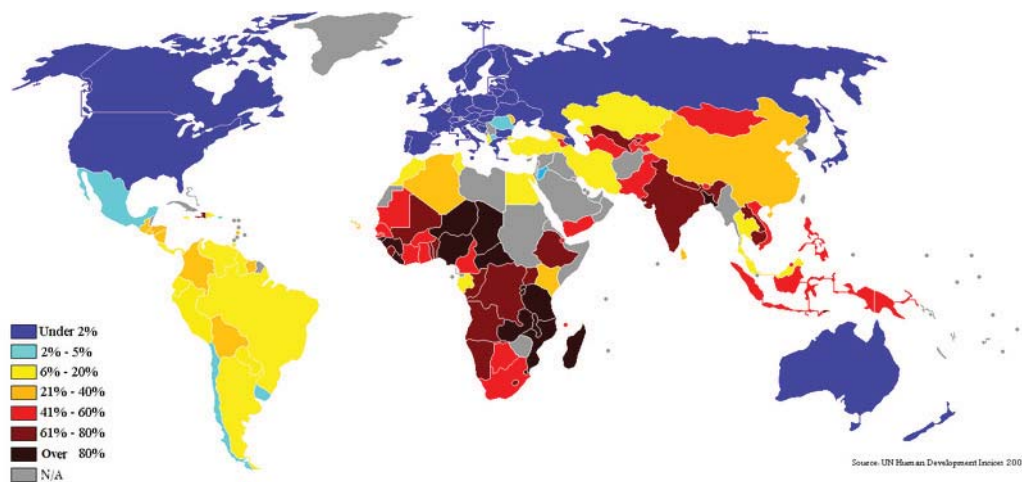 Under 2%
2% - 5%
6% - 20%
21% - 40%
41% - 60%
61% - 80%
Over 80%
N/A
Source: UN Human Development Indices 200